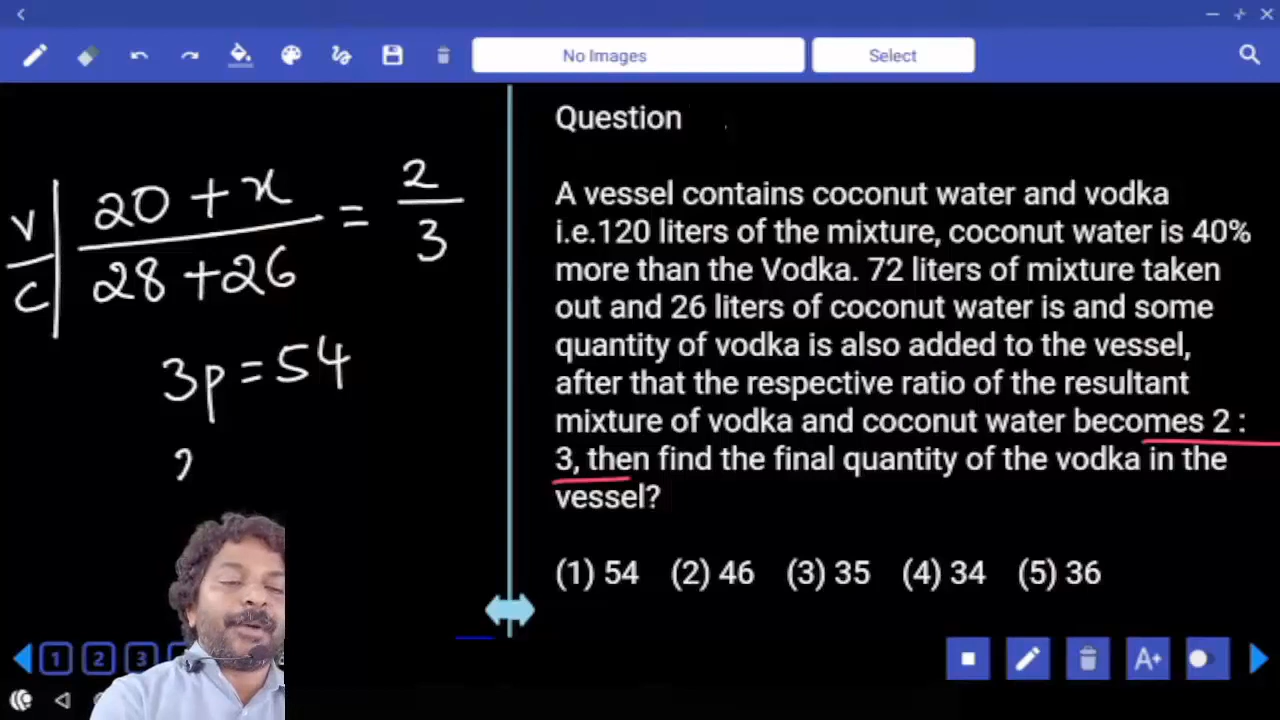 No Images
Select
V
C
20 + x
28 + 26
=
2
3
3p = 54
2
Question
A vessel contains coconut water and vodka
i.e.120 liters of the mixture, coconut water is 40%
more than the Vodka. 72 liters of mixture taken
out and 26 liters of coconut water is and some
quantity of vodka is also added to the vessel,
after that the respective ratio of the resultant
mixture of vodka and coconut water becomes 2 :
3, then find the final quantity of the vodka in the
vessel?
(1) 54 (2) 46 (3) 35 (4) 34 (5) 36
1 2 3
A+